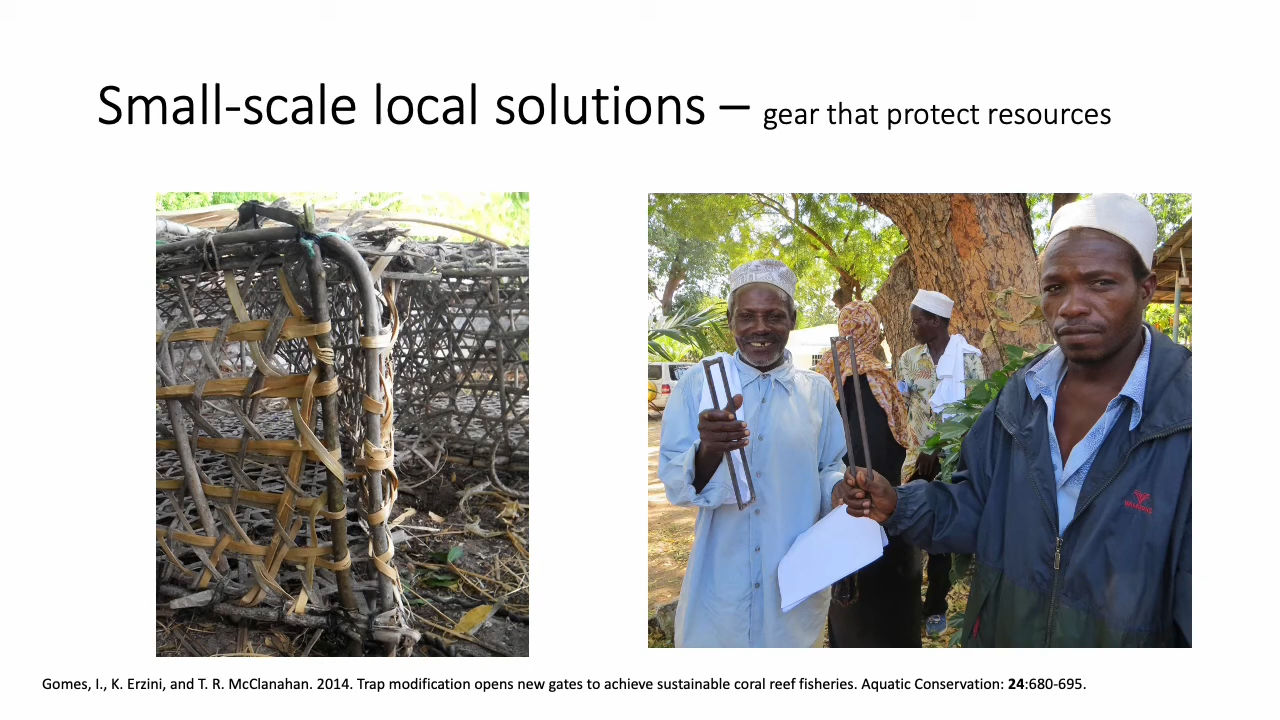 Small-scale local solutions – gear that protect resources
Gomes, I., K. Erzini, and T. R. McClanahan. 2014. Trap modification opens new gates to achieve sustainable coral reef fisheries. Aquatic Conservation: 24:680-695.